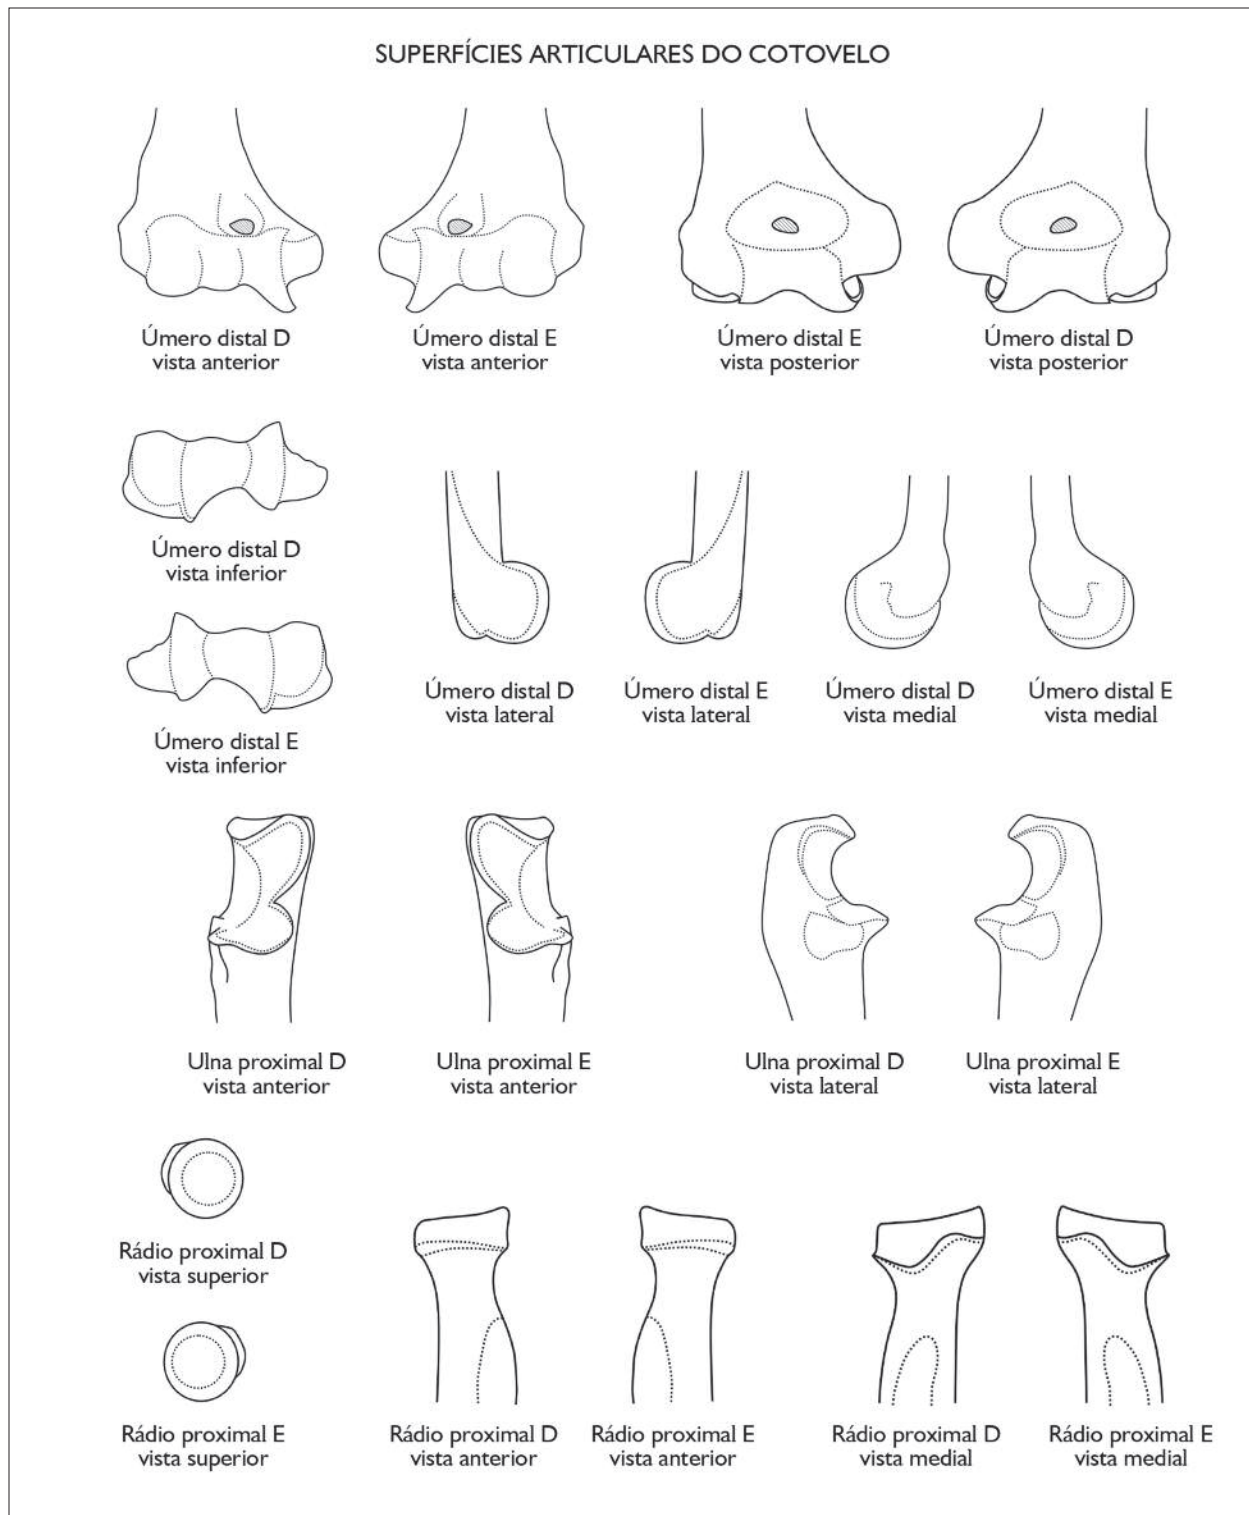 SUPERFÍCIES ARTICULARES DO COTOVELO
Úmero distal D
vista anterior
Úmero distal E
vista anterior
Úmero distal E
vista posterior
Úmero distal D
vista posterior
Úmero distal D
vista inferior
Úmero distal E
vista inferior
Úmero distal D
vista lateral
Úmero distal E
vista lateral
Úmero distal D
vista medial
Úmero distal E
vista medial
Ulna proximal D
vista anterior
Ulna proximal E
vista anterior
Ulna proximal D
vista lateral
Ulna proximal E
vista lateral
Rádio proximal D
vista superior
Rádio proximal E
vista superior
Rádio proximal D
vista anterior
Rádio proximal E
vista anterior
Rádio proximal D
vista medial
Rádio proximal E
vista medial